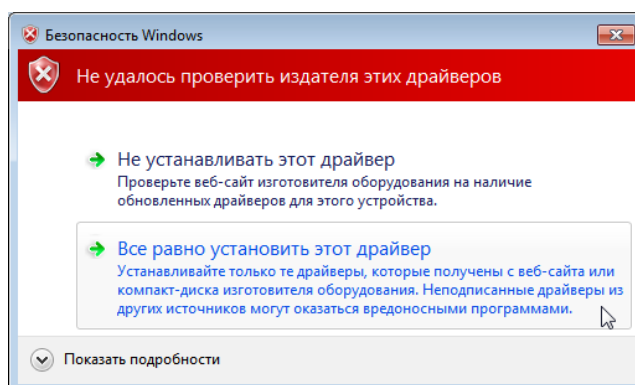 Безопасность Windows
Не удалось проверить издателя этих драйверов
Не устанавливать этот драйвер
Проверьте веб-сайт изготовителя оборудования на наличие
обновленных драйверов для этого устройства.
Все равно установить этот драйвер
Устанавливайте только те драйверы, которые получены с веб-сайта или
компакт-диска изготовителя оборудования. Неподписанные драйверы из
других источников могут оказаться вредоносными программами.
Показать подробности